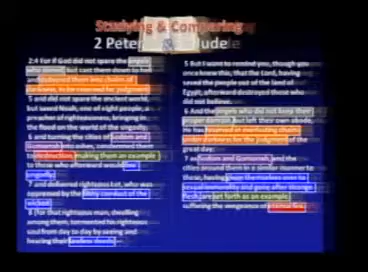 Studying & Comparing
2 Peter & Jude
2:4 For if God did not spare the angels
who sinned, but cast them down to hell
and delivered them into chains of
darkness, to be reserved for judgment;
5 and did not spare the ancient world,
but saved Noah, one of eight people, a
preacher of righteousness, bringing in
the flood on the world of the ungodly;
6 and turning the cities of Sodom and
Gomorrah into ashes, condemned them
to destruction, making them an example
to those who afterward would live
ungodly;
7 and delivered righteous Lot, who was
oppressed by the filthy conduct of the
wicked
8 (for that righteous man, dwelling
among them, tormented his righteous
soul from day to day by seeing and
hearing their lawless deeds)
5 But I want to remind you, though you
once knew this, that the Lord, having
saved the people out of the land of
Egypt, afterward destroyed those who
did not believe.
6 And the angels who did not keep their
proper domain, but left their own abode,
He has reserved in everlasting chains
under darkness for the judgment of the
great day;
7 as Sodom and Gomorrah, and the
cities around them in a similar manner to
these, having given themselves over to
sexual immorality and gone after strange
flesh, are set forth as an example,
suffering the vengeance of eternal fire.